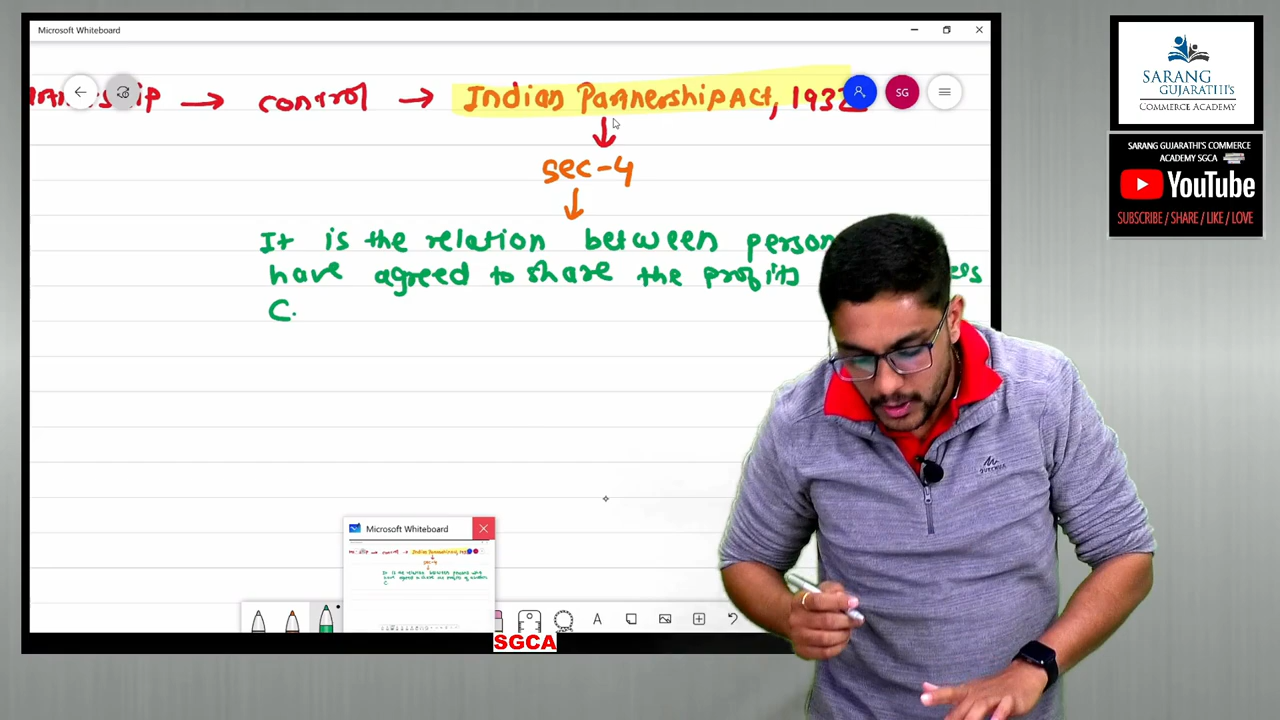 Microsoft Whiteboard
→ control → Indian Partnership Act, 1932
SG
sec-4
It is the relation between person
have agreed to share the profits
C.
Microsoft Whiteboard
SGCA
SARANG
GUJARATHI'S
COMMERCE ACADEMY
SARANG GUJARATHI'S COMMERCE
ACADEMY SGCA
YouTube
SUBSCRIBE / SHARE / LIKE / LOVE